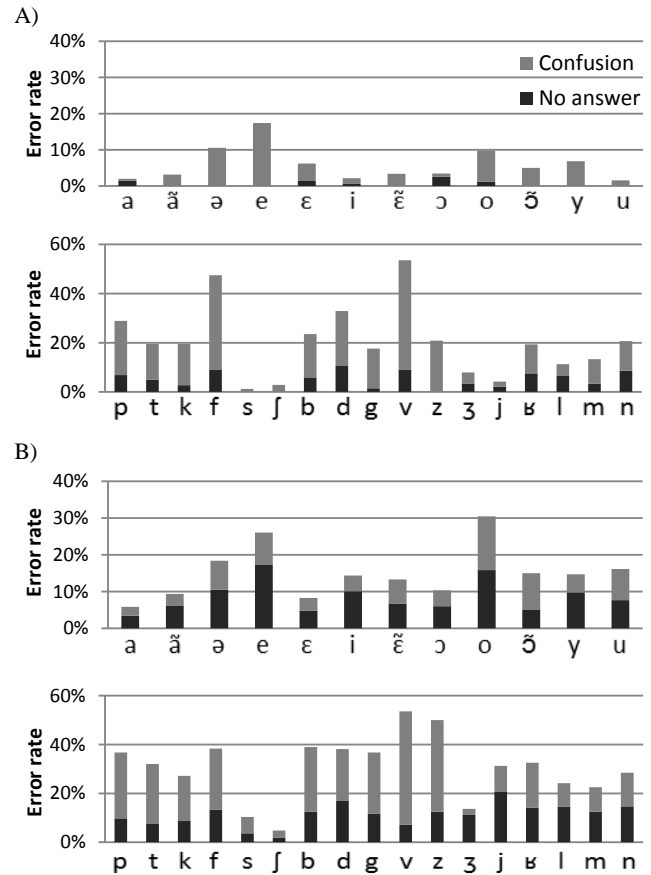 A)
40%
30%
20%
10%
0%
Error rate
Confusion
No answer
a ã ə e ɛ i ɛ̃ ɔ o ɔ̃ y u
60%
40%
20%
0%
Error rate
p t k f s ʃ b d g v z ʒ j ʁ l m n
B)
40%
30%
20%
10%
0%
Error rate
a ã ə e ɛ i ɛ̃ ɔ o ɔ̃ y u
60%
40%
20%
0%
Error rate
p t k f s ʃ b d g v z ʒ j ʁ l m n